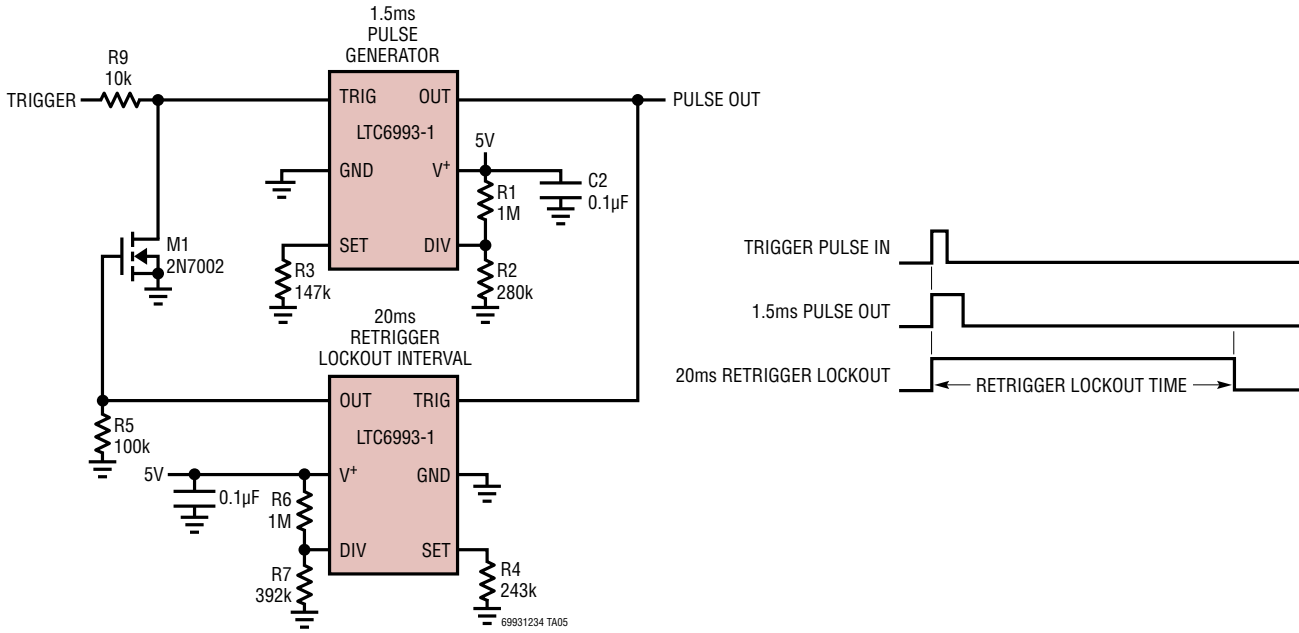 1.5ms
PULSE
GENERATOR
R9
10k
TRIGGER
TRIG
OUT
PULSE OUT
LTC6993-1
5V
GND
V+
C2
0.1µF
R1
1M
M1
2N7002
SET
DIV
R3
147k
R2
280k
20ms
RETRIGGER
LOCKOUT INTERVAL
OUT
TRIG
R5
100k
LTC6993-1
5V
V+
GND
0.1µF
R6
1M
DIV
SET
R7
392k
R4
243k
69931234 TA05
TRIGGER PULSE IN
1.5ms PULSE OUT
20ms RETRIGGER LOCKOUT
RETRIGGER LOCKOUT TIME